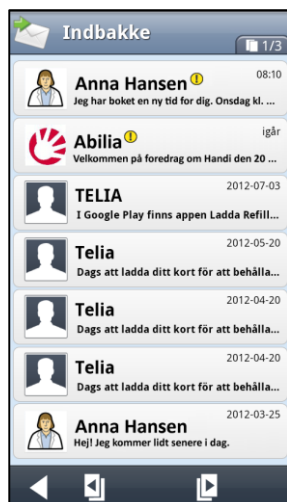 Indbakke
1/3
Anna Hansen
08:10
Jeg har boket en ny tid for dig. Onsdag kl. ...
Abilia
igår
Velkommen på foredrag om Handi den 20 ...
TELIA
2012-07-03
I Google Play finns appen Ladda Refill...
Telia
2012-05-20
Dags att ladda ditt kort för att behålla...
Telia
2012-04-20
Dags att ladda ditt kort för att behålla...
Telia
2012-04-20
Dags att ladda ditt kort för att behålla...
Anna Hansen
2012-03-25
Hej! Jeg kommer lidt senere i dag.